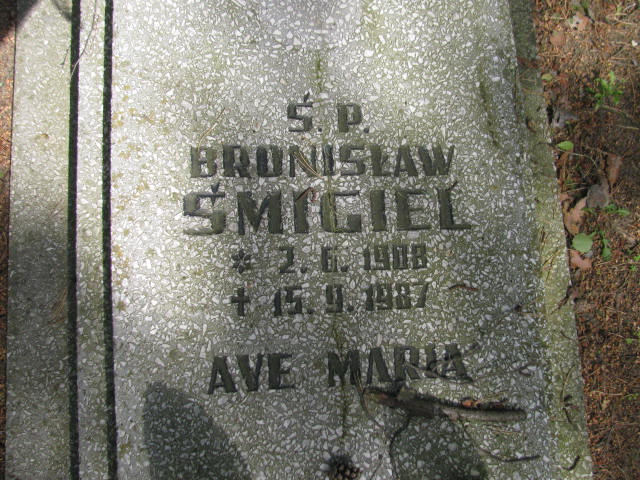 Ś. P.
BRONISŁAW
ŚMIGIEL
* 2. 6. 1908
+ 15. 9. 1987
AVE MARIA